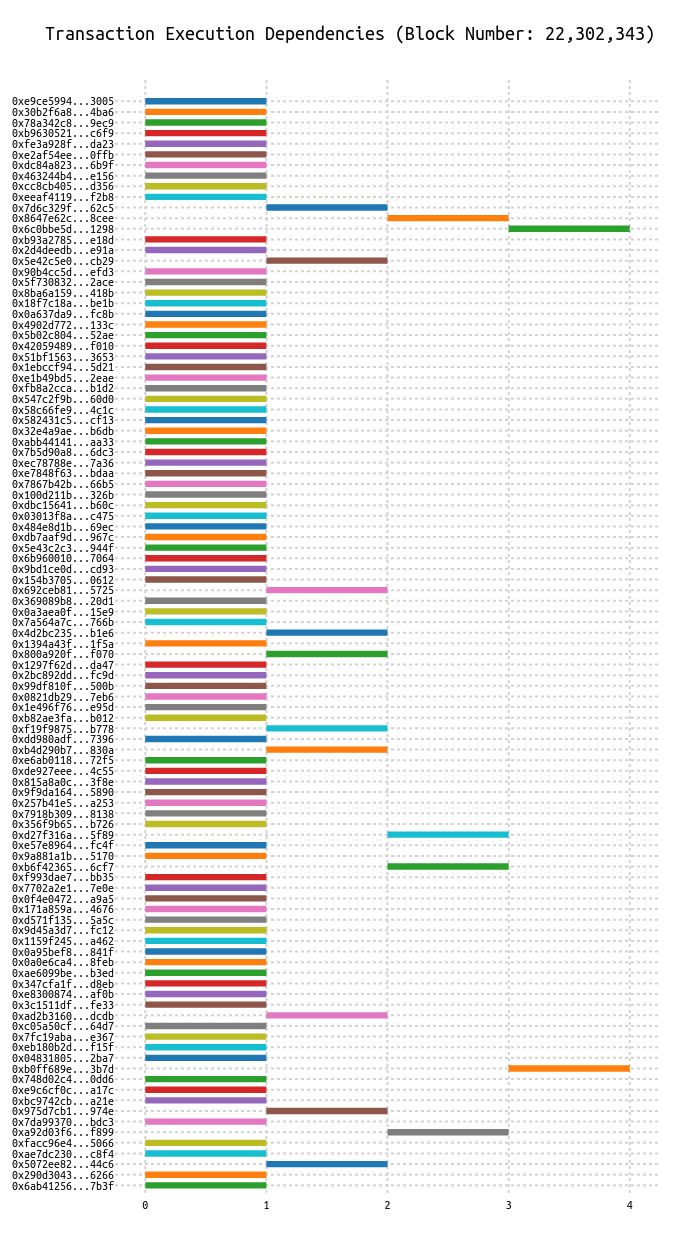 Transaction Execution Dependencies (Block Number: 22,302,343)
0xe9ce5994...3005
0x30b2f6a8...4ba6
0x78a342c8...9ec9
0xb9630521...c6f9
0xfe3a928f...da23
0xe2af54ee...0ffb
0xdc84a823...6b9f
0x463244b4...e156
0xcc8cb405...d356
0xeeaf4119...f2b8
0x7d6c329f...62c5
0x8647e62c...8cee
0x6c0bbe5d...1298
0xb93a2785...e18d
0x2d4deedb...e91a
0x5e42c5e0...cb29
0x90b4cc5d...efd3
0x5f730832...2ace
0x8ba6a159...418b
0x18f7c18a...be1b
0x0a637da9...fc8b
0x4902d772...133c
0x5b02c804...52ae
0x42059489...f010
0x51bf1563...3653
0x1ebccf94...5d21
0xe1b49bd5...2eae
0xfb8a2cca...b1d2
0x547c2f9b...60d0
0x58c66fe9...4c1c
0x582431c5...cf13
0x32e4a9ae...b6db
0xabb44141...aa33
0x7b5d90a8...6dc3
0xec78788e...7a36
0xe7848f63...bdaa
0x7867b42b...66b5
0x100d211b...326b
0xdbc15641...b60c
0x03013f8a...c475
0x484e8d1b...69ec
0xdb7aaf9d...967c
0x5e43c2c3...944f
0x6b960010...7064
0x9bd1ce0d...cd93
0x154b3705...0612
0x692ceb81...5725
0x369089b8...20d1
0x0a3aea0f...15e9
0x7a564a7c...766b
0x4d2bc235...b1e6
0x1394a43f...1f5a
0x800a920f...f070
0x1297f62d...da47
0x2bc892dd...fc9d
0x99df810f...500b
0x0821db29...7eb6
0x1e496f76...e95d
0xb82ae3fa...b012
0xf19f9875...b778
0xdd980adf...7396
0xb4d290b7...830a
0xe6ab0118...72f5
0xde927eee...4c55
0x815a8a0c...3f8e
0x9f9da164...5890
0x257b41e5...a253
0x7918b309...8138
0x356f9b65...b726
0xd27f316a...5f89
0xe57e8964...fc4f
0x9a881a1b...5170
0xb6f42365...6cf7
0xf993dae7...bb35
0x7702a2e1...7e0e
0x0f4e0472...a9a5
0x171a859a...4676
0xd571f135...5a5c
0x9d45a3d7...fc12
0x1159f245...a462
0x0a95bef8...841f
0x0a0e6ca4...8feb
0xae6099be...b3ed
0x347cfa1f...d8eb
0xe8300874...af0b
0x3c1511df...fe33
0xad2b3160...dcdb
0xc05a50cf...64d7
0x7fc19aba...e367
0xeb180b2d...f15f
0x04831805...2ba7
0xb0ff689e...3b7d
0x748d02c4...0dd6
0xe9c6cf0c...a17c
0xbc9742cb...a21e
0x975d7cb1...974e
0x7da99370...bdc3
0xa92d03f6...f899
0xfacc96e4...5066
0xae7dc230...c8f4
0x5072ee82...44c6
0x290d3043...6266
0x6ab41256...7b3f
0 1 2 3 4